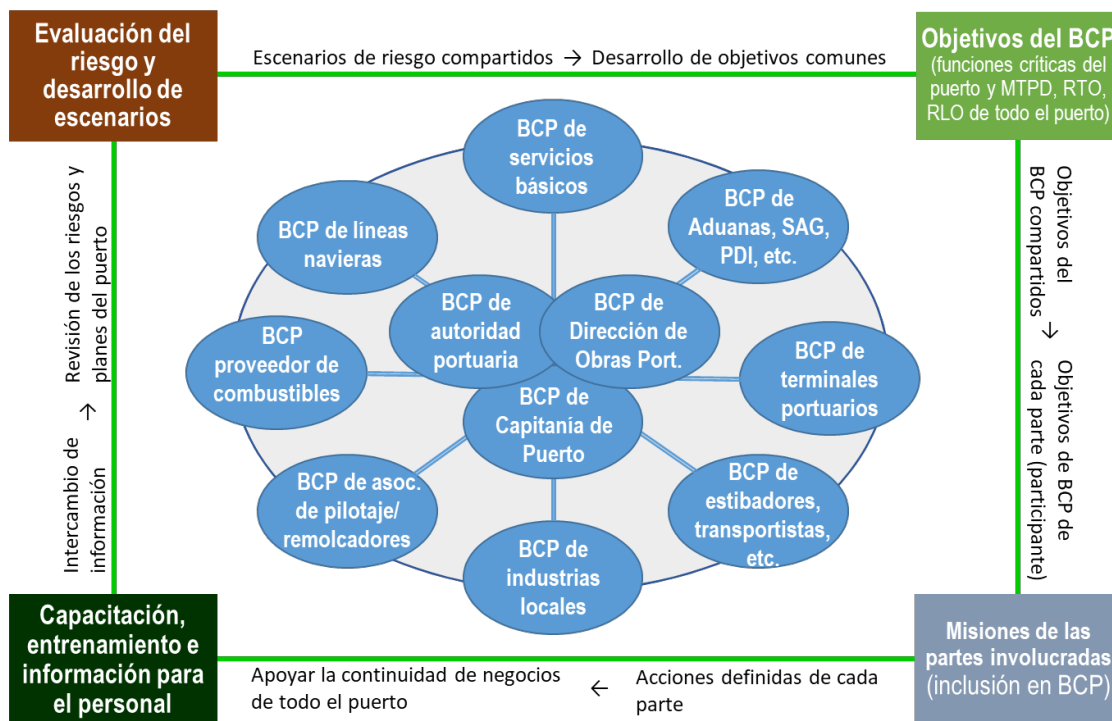 Evaluación del
riesgo y
desarrollo de
escenarios
Escenarios de riesgo compartidos → Desarrollo de objetivos comunes
Objetivos del BCP
(funciones críticas del
puerto y MTPD, RTO,
RLO de todo el puerto)
BCP de
servicios
básicos
BCP de
Aduanas, SAG,
PDI, etc.
BCP de líneas
navieras
BCP de
autoridad
portuaria
BCP de
Dirección de
Obras Port.
BCP
proveedor de
combustibles
BCP de
terminales
portuarios
BCP de
Capitanía de
Puerto
BCP de asoc.
de pilotaje/
remolcadores
BCP de
estibadores,
transportistas,
etc.
BCP de
industrias
locales
Objetivos del
BCP compartidos
→
Objetivos de BCP de
cada parte (participante)
Misiones de las
partes involucradas
(inclusión en BCP)
Acciones definidas de cada
parte
←
Apoyar la continuidad de negocios
de todo el puerto
Capacitación,
entrenamiento e
información para
el personal
Intercambio de
información
→
Revisión de los riesgos y
planes del puerto